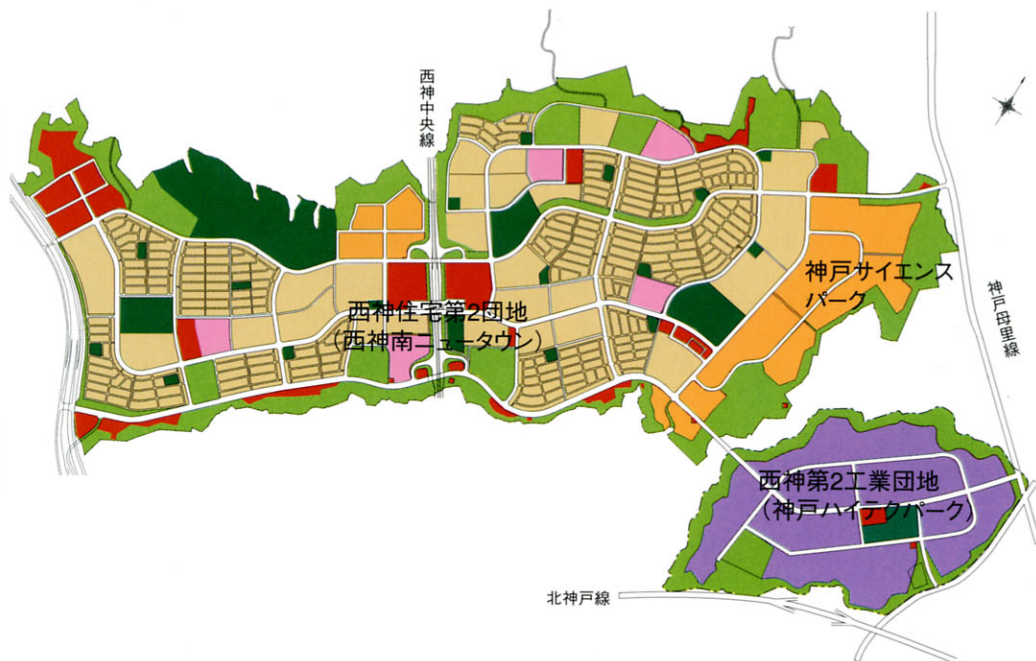 西神中央線
神戸サイエンス
パーク
神戸母里線
西神住宅第2団地
(西神南ニュータウン)
西神第2工業団地
(神戸ハイテクパーク)
北神戸線